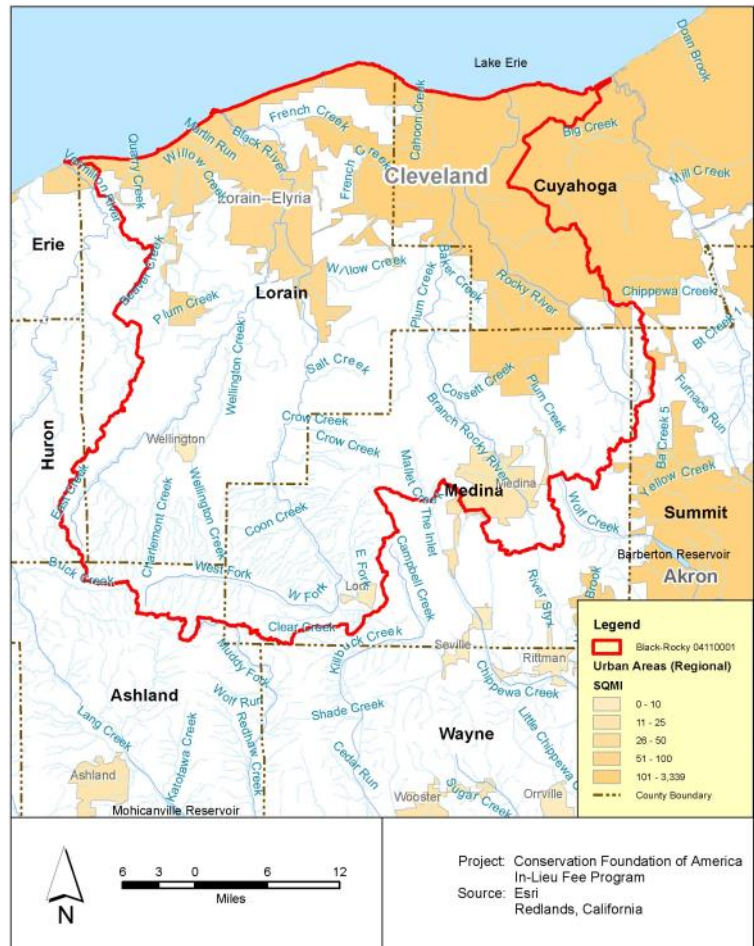 Lake Erie
Doan Brook
Cahoon Creek
French Creek
Black River
Martin Run
Big Creek
Quarry Creek
Willow Creek
French Creek
Vermilion River
Cleveland
Mill Creek
Cuyahoga
Lorain--Elyria
Erie
Beaver Creek
Willow Creek
Baker Creek
Plum Creek
Rocky River
Lorain
Chippewa Creek
Plum Creek
Bt Creek 1
Wellington Creek
Salt Creek
Cossett Creek
Plum Creek
Furnace Run
Crow Creek
Branch Rocky River
Wellington
Crow Creek
Ba Creek 5
Huron
Mallet Creek
Medina
Medina
Yellow Creek
East Creek
Wellington Creek
Coon Creek
The Inlet
Wolf Creek
Summit
Charlemont Creek
Campbell Creek
Barberton Reservoir
West Fork
E Fork
Buck Creek
W Fork
Lodi
River Styx
Brook
Akron
Clear Creek
Killbuck Creek
Muddy Fork
Seville
Rittman
Ashland
Wolf Run
Chippewa Creek
Lang Creek
Redhaw Creek
Shade Creek
Wayne
Little Chippewa C
Katotawa Creek
Cedar Run
Ashland
Sugar Creek
Orrville
Wooster
Mohicanville Reservoir
Legend
Black-Rocky 04110001
Urban Areas (Regional)
SQMI
0 - 10
11 - 25
26 - 50
51 - 100
101 - 3,339
County Boundary
N
6 3 0 6 12
Miles
Project: Conservation Foundation of America
In-Lieu Fee Program
Source: Esri
Redlands, California